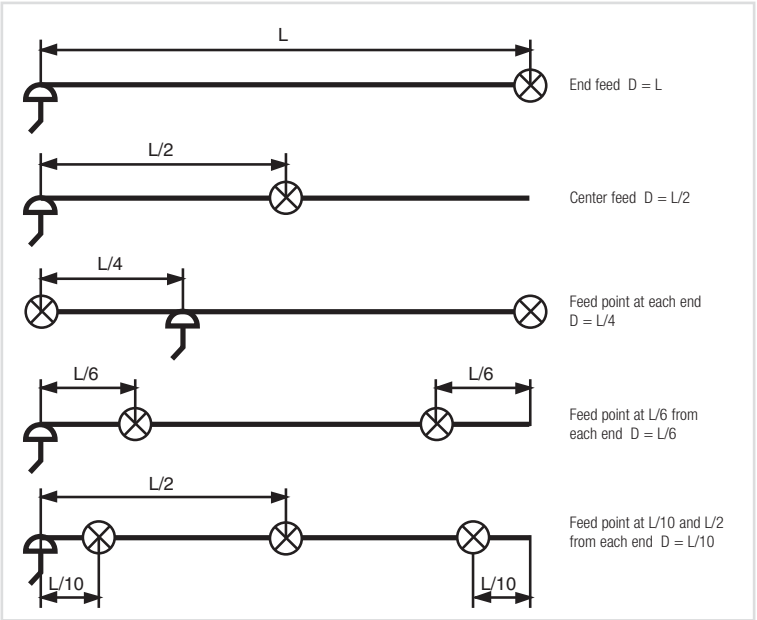 L
End feed D = L
L/2
Center feed D = L/2
L/4
Feed point at each end
D = L/4
L/6
L/6
Feed point at L/6 from
each end D = L/6
L/2
Feed point at L/10 and L/2
from each end D = L/10
L/10
L/10